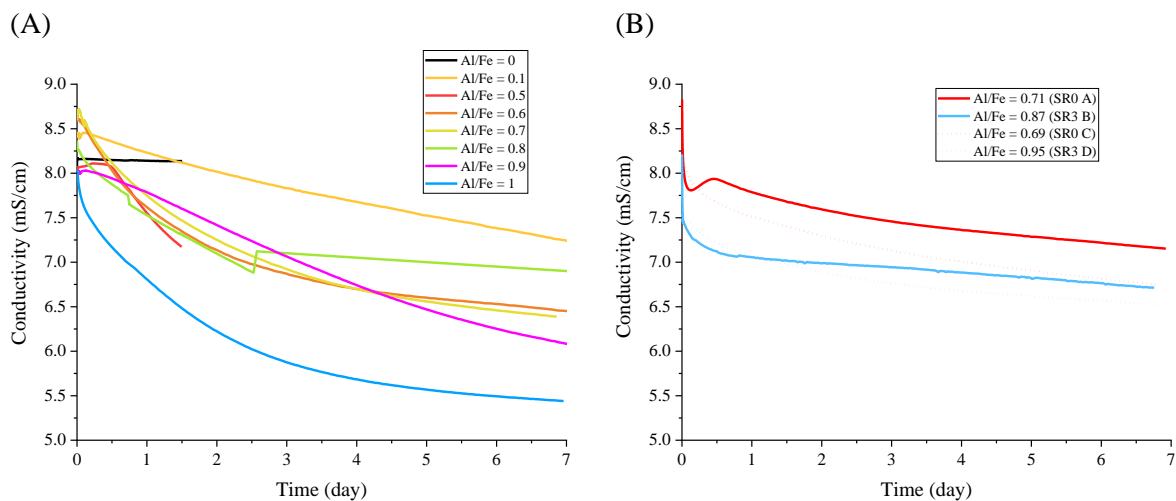 (A)
(B)
Al/Fe = 0
Al/Fe = 0.1
Al/Fe = 0.5
Al/Fe = 0.6
Al/Fe = 0.7
Al/Fe = 0.8
Al/Fe = 0.9
Al/Fe = 1
9.0
8.5
8.0
7.5
7.0
6.5
6.0
5.5
5.0
Conductivity (mS/cm)
0 1 2 3 4 5 6 7
Time (day)
Al/Fe = 0.71 (SR0 A)
Al/Fe = 0.87 (SR3 B)
Al/Fe = 0.69 (SR0 C)
Al/Fe = 0.95 (SR3 D)
9.0
8.5
8.0
7.5
7.0
6.5
6.0
5.5
5.0
Conductivity (mS/cm)
0 1 2 3 4 5 6 7
Time (day)